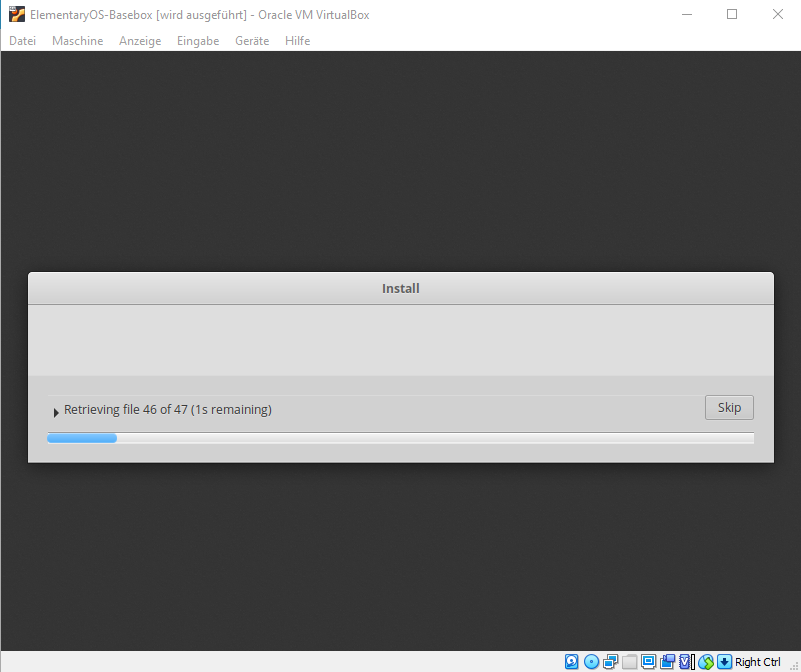 ElementaryOS-Basebox [wird ausgeführt] - Oracle VM VirtualBox
Datei Maschine Anzeige Eingabe Geräte Hilfe
Install
Retrieving file 46 of 47 (1s remaining)
Skip
Right Ctrl